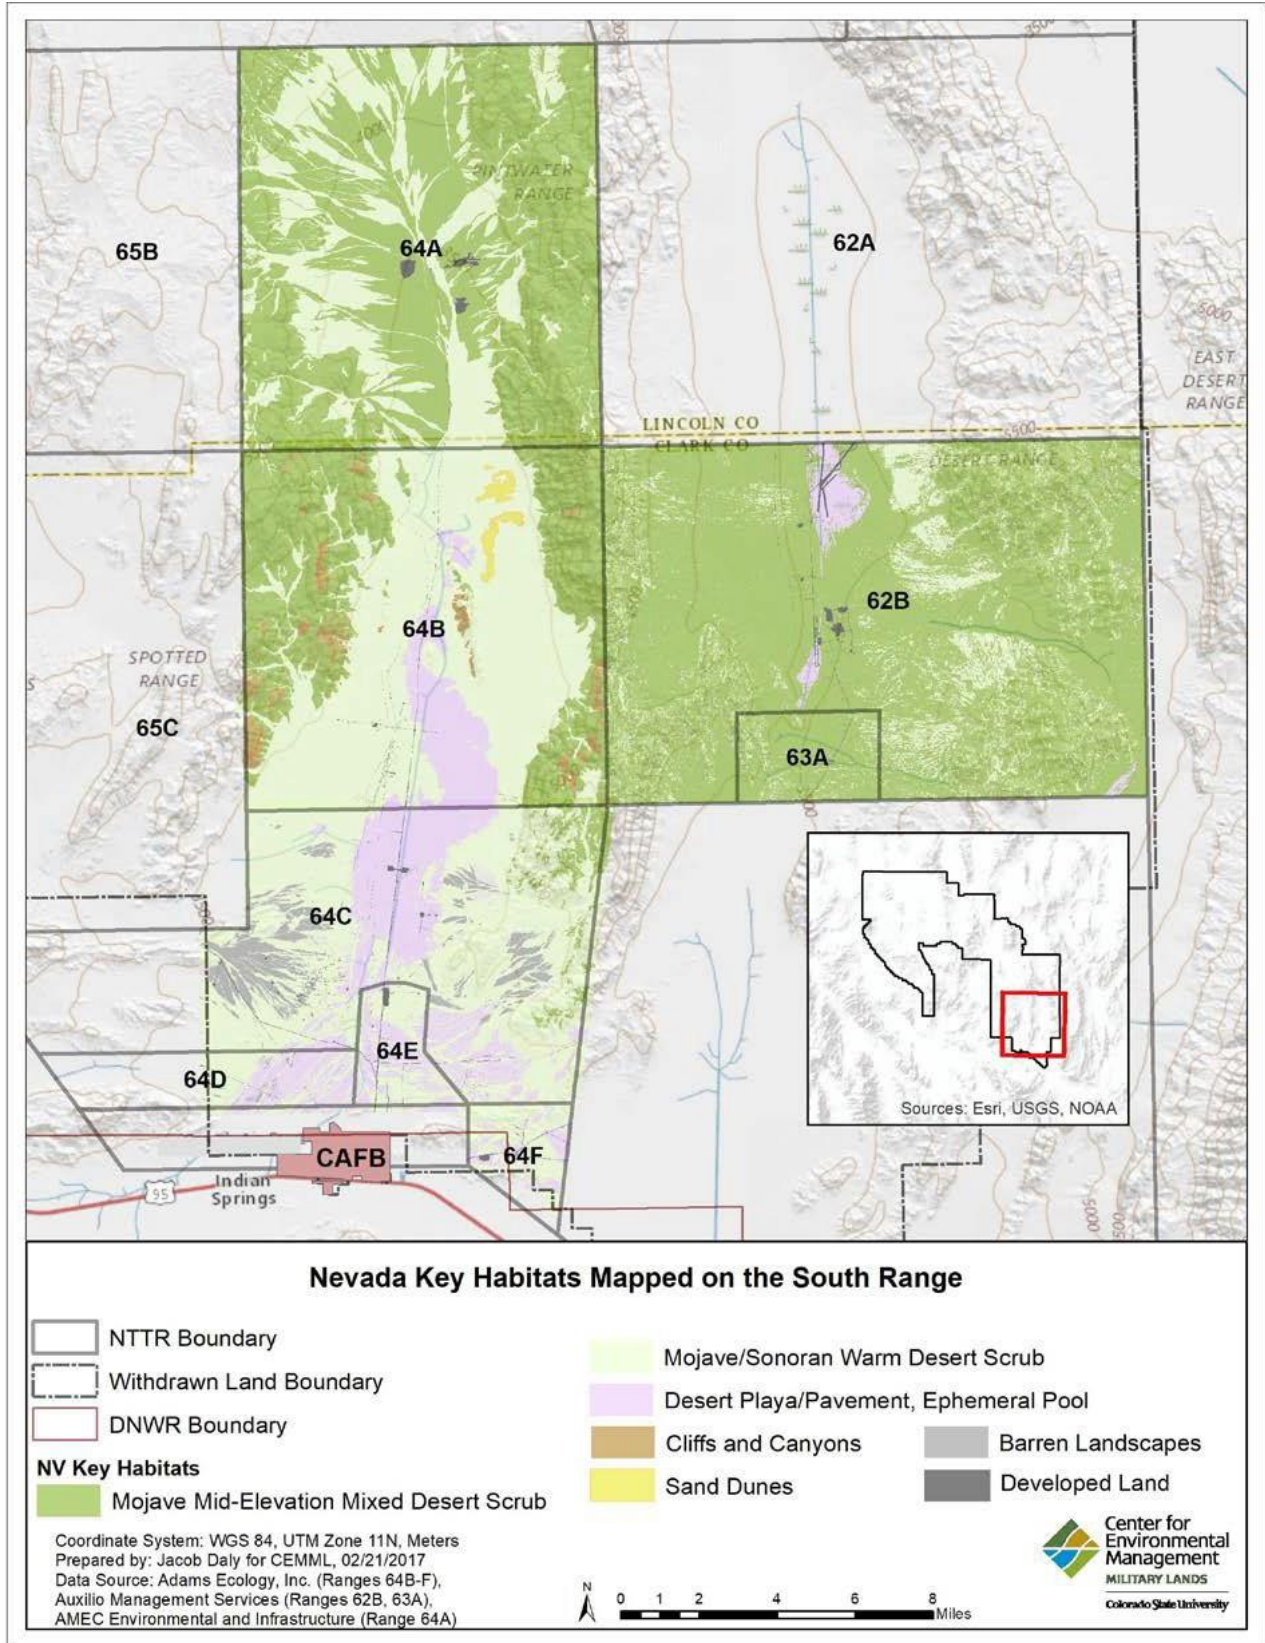 7500
4000
PINTWATER
RANGE
65B
64A
62A
5000
EAST
DESERT
RANGE
LINCOLN CO
CLARK CO
5500
DESERT RANGE
62B
64B
SPOTTED
RANGE
S
65C
63A
64C
64E
64D
Sources: Esri, USGS, NOAA
CAFB
64F
Indian
Springs
95
5000
Nevada Key Habitats Mapped on the South Range
NTTR Boundary
Withdrawn Land Boundary
DNWR Boundary
NV Key Habitats
Mojave Mid-Elevation Mixed Desert Scrub
Mojave/Sonoran Warm Desert Scrub
Desert Playa/Pavement, Ephemeral Pool
Cliffs and Canyons
Barren Landscapes
Sand Dunes
Developed Land
Coordinate System: WGS 84, UTM Zone 11N, Meters
Prepared by: Jacob Daly for CEMML, 02/21/2017
Data Source: Adams Ecology, Inc. (Ranges 64B-F),
Auxilio Management Services (Ranges 62B, 63A),
AMEC Environmental and Infrastructure (Range 64A)
N
0 1 2 4 6 8
Miles
Center for
Environmental
Management
MILITARY LANDS
Colorado State University